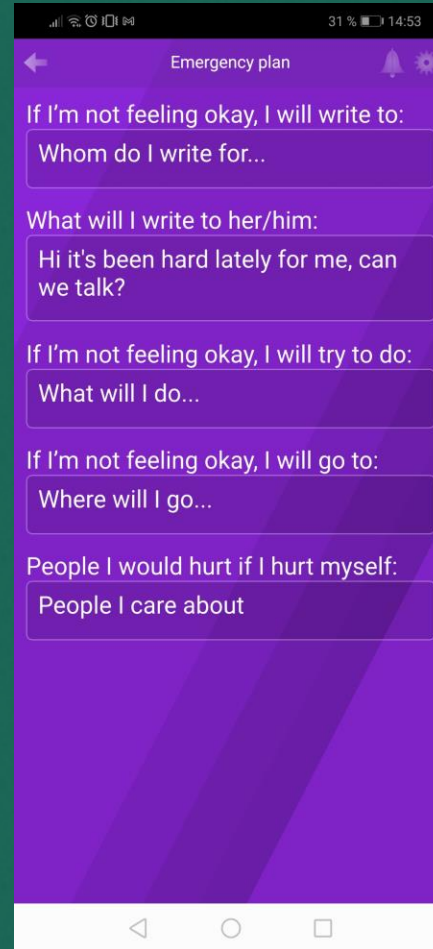 31 % 14:53
Emergency plan
If I'm not feeling okay, I will write to:
Whom do I write for...
What will I write to her/him:
Hi it's been hard lately for me, can
we talk?
If I'm not feeling okay, I will try to do:
What will I do...
If I'm not feeling okay, I will go to:
Where will I go...
People I would hurt if I hurt myself:
People I care about